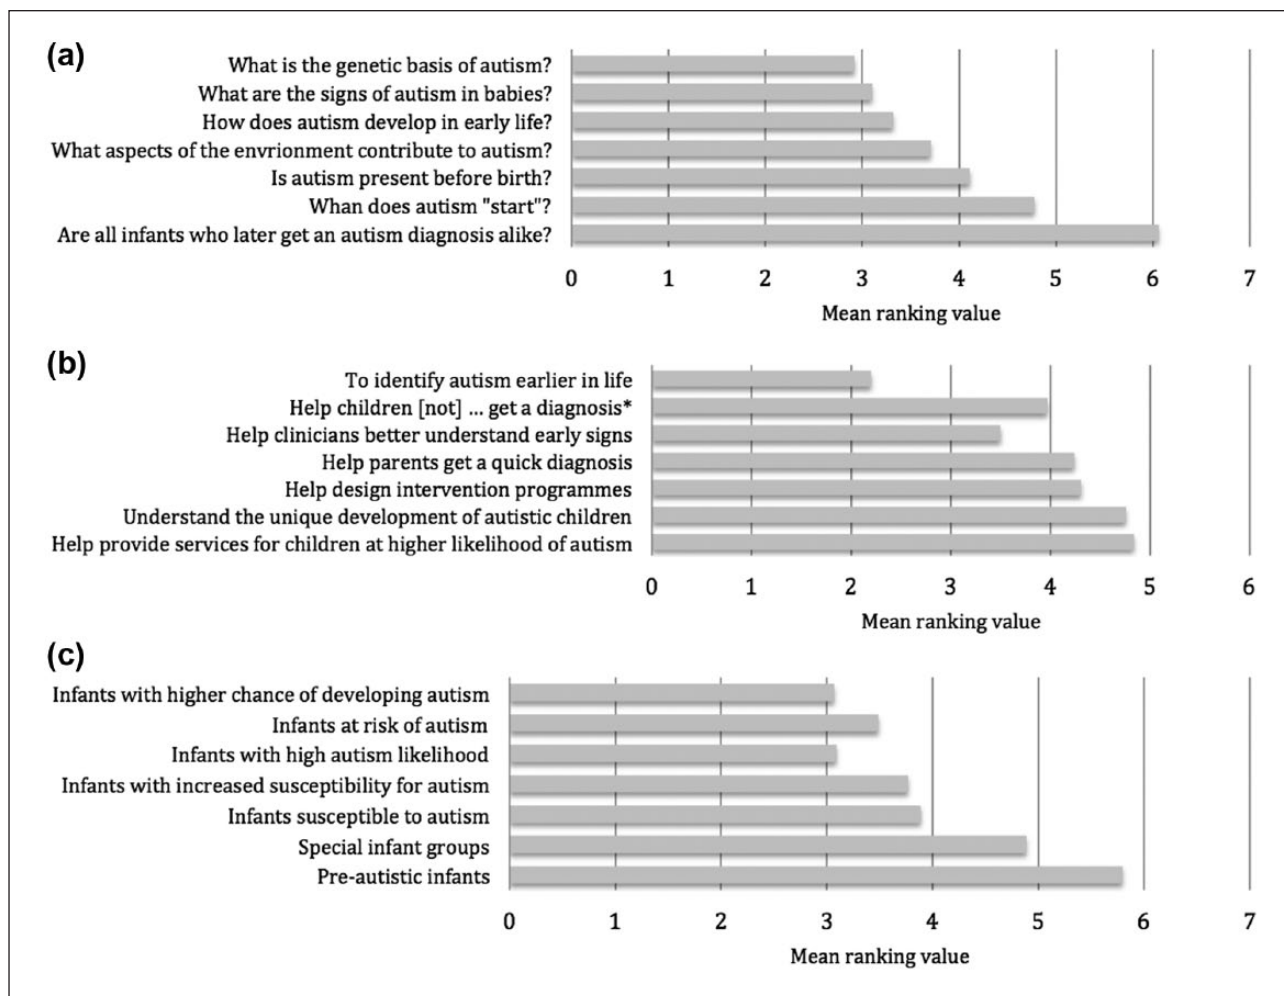 (a)
What is the genetic basis of autism?
What are the signs of autism in babies?
How does autism develop in early life?
What aspects of the envrionment contribute to autism?
Is autism present before birth?
Whan does autism "start"?
Are all infants who later get an autism diagnosis alike?
0 1 2 3 4 5 6 7
Mean ranking value
(b)
To identify autism earlier in life
Help children [not] ... get a diagnosis*
Help clinicians better understand early signs
Help parents get a quick diagnosis
Help design intervention programmes
Understand the unique development of autistic children
Help provide services for children at higher likelihood of autism
0 1 2 3 4 5 6
Mean ranking value
(c)
Infants with higher chance of developing autism
Infants at risk of autism
Infants with high autism likelihood
Infants with increased susceptibility for autism
Infants susceptible to autism
Special infant groups
Pre-autistic infants
0 1 2 3 4 5 6 7
Mean ranking value